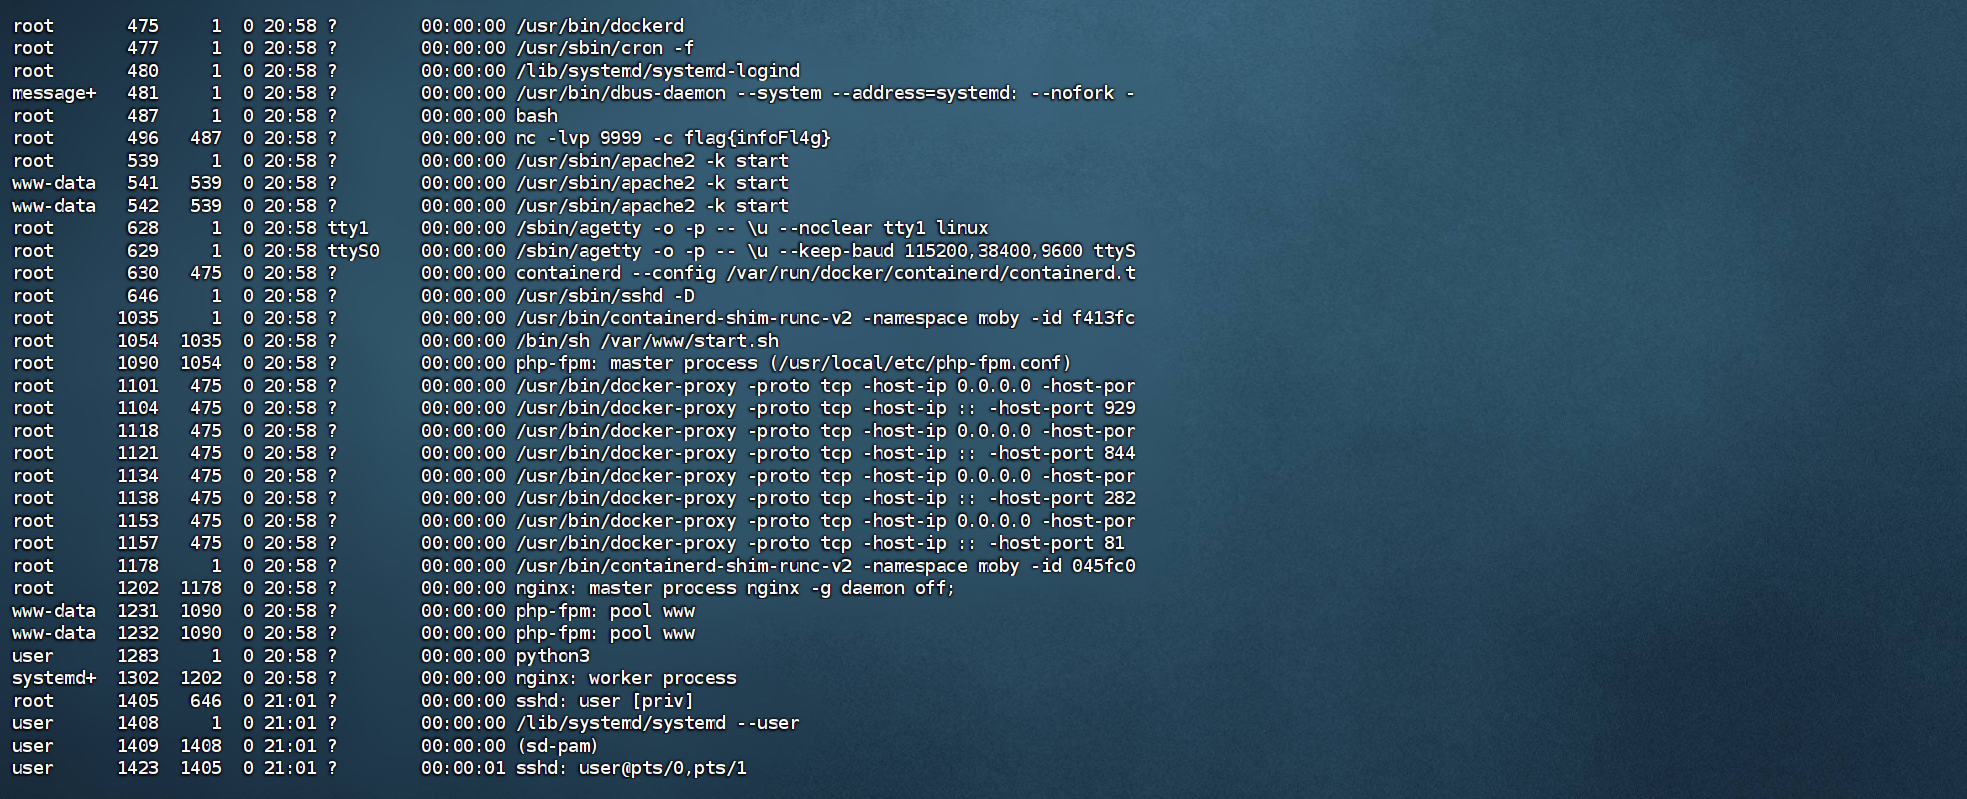 root       475     1  0 20:58 ?        00:00:00 /usr/bin/dockerd
root       477     1  0 20:58 ?        00:00:00 /usr/sbin/cron -f
root       480     1  0 20:58 ?        00:00:00 /lib/systemd/systemd-logind
message+   481     1  0 20:58 ?        00:00:00 /usr/bin/dbus-daemon --system --address=systemd: --nofork -
root       487     1  0 20:58 ?        00:00:00 bash
root       496   487  0 20:58 ?        00:00:00 nc -lvp 9999 -c flag{infoFl4g}
root       539     1  0 20:58 ?        00:00:00 /usr/sbin/apache2 -k start
www-data   541   539  0 20:58 ?        00:00:00 /usr/sbin/apache2 -k start
www-data   542   539  0 20:58 ?        00:00:00 /usr/sbin/apache2 -k start
root       628     1  0 20:58 tty1     00:00:00 /sbin/agetty -o -p -- \u --noclear tty1 linux
root       629     1  0 20:58 ttyS0    00:00:00 /sbin/agetty -o -p -- \u --keep-baud 115200,38400,9600 ttyS
root       630   475  0 20:58 ?        00:00:00 containerd --config /var/run/docker/containerd/containerd.t
root       646     1  0 20:58 ?        00:00:00 /usr/sbin/sshd -D
root      1035     1  0 20:58 ?        00:00:00 /usr/bin/containerd-shim-runc-v2 -namespace moby -id f413fc
root      1054  1035  0 20:58 ?        00:00:00 /bin/sh /var/www/start.sh
root      1090  1054  0 20:58 ?        00:00:00 php-fpm: master process (/usr/local/etc/php-fpm.conf)
root      1101   475  0 20:58 ?        00:00:00 /usr/bin/docker-proxy -proto tcp -host-ip 0.0.0.0 -host-por
root      1104   475  0 20:58 ?        00:00:00 /usr/bin/docker-proxy -proto tcp -host-ip :: -host-port 929
root      1118   475  0 20:58 ?        00:00:00 /usr/bin/docker-proxy -proto tcp -host-ip 0.0.0.0 -host-por
root      1121   475  0 20:58 ?        00:00:00 /usr/bin/docker-proxy -proto tcp -host-ip :: -host-port 844
root      1134   475  0 20:58 ?        00:00:00 /usr/bin/docker-proxy -proto tcp -host-ip 0.0.0.0 -host-por
root      1138   475  0 20:58 ?        00:00:00 /usr/bin/docker-proxy -proto tcp -host-ip :: -host-port 282
root      1153   475  0 20:58 ?        00:00:00 /usr/bin/docker-proxy -proto tcp -host-ip 0.0.0.0 -host-por
root      1157   475  0 20:58 ?        00:00:00 /usr/bin/docker-proxy -proto tcp -host-ip :: -host-port 81
root      1178     1  0 20:58 ?        00:00:00 /usr/bin/containerd-shim-runc-v2 -namespace moby -id 045fc0
root      1202  1178  0 20:58 ?        00:00:00 nginx: master process nginx -g daemon off;
www-data  1231  1090  0 20:58 ?        00:00:00 php-fpm: pool www
www-data  1232  1090  0 20:58 ?        00:00:00 php-fpm: pool www
user      1283     1  0 20:58 ?        00:00:00 python3
systemd+  1302  1202  0 20:58 ?        00:00:00 nginx: worker process
root      1405   646  0 21:01 ?        00:00:00 sshd: user [priv]
user      1408     1  0 21:01 ?        00:00:00 /lib/systemd/systemd --user
user      1409  1408  0 21:01 ?        00:00:00 (sd-pam)
user      1423  1405  0 21:01 ?        00:00:01 sshd: user@pts/0,pts/1